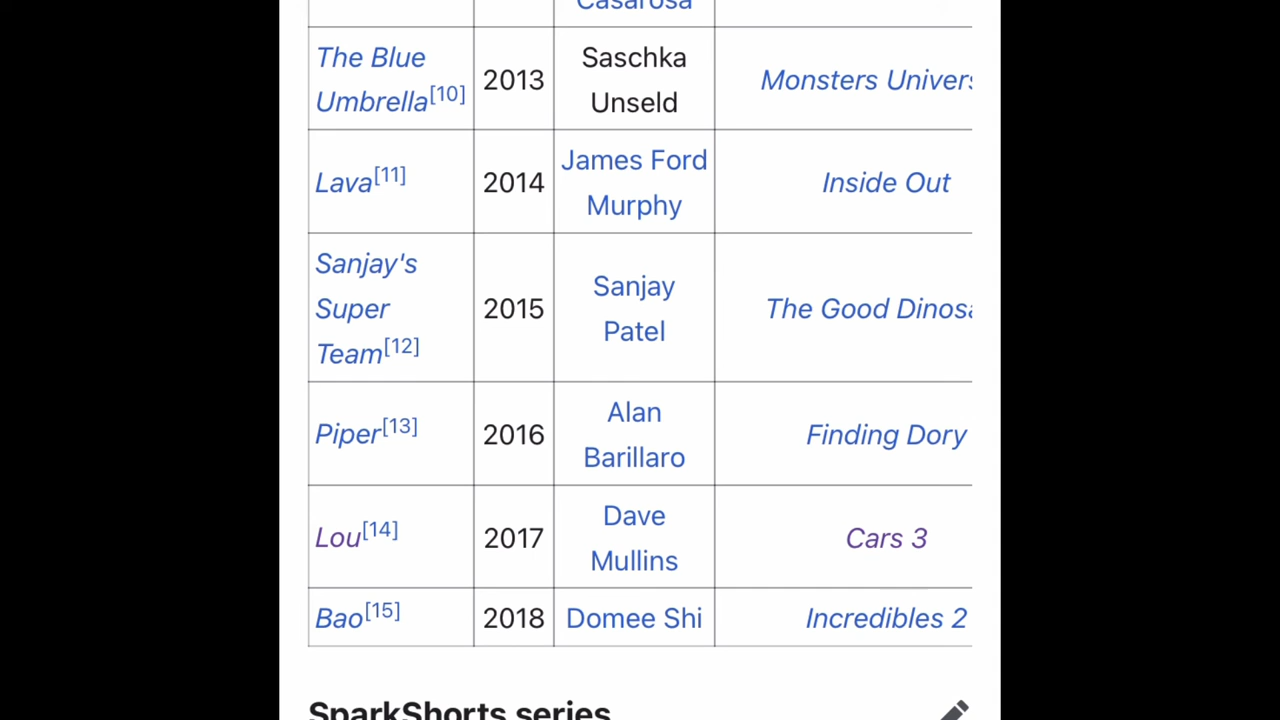 Casarosa
The Blue
Umbrella[10]
2013
Saschka
Unseld
Monsters Univers
Lava[11]
2014
James Ford
Murphy
Inside Out
Sanjay's
Super
Team[12]
2015
Sanjay
Patel
The Good Dinosa
Piper[13]
2016
Alan
Barillaro
Finding Dory
Lou[14]
2017
Dave
Mullins
Cars 3
Bao[15]
2018
Domee Shi
Incredibles 2
SparkShorts series